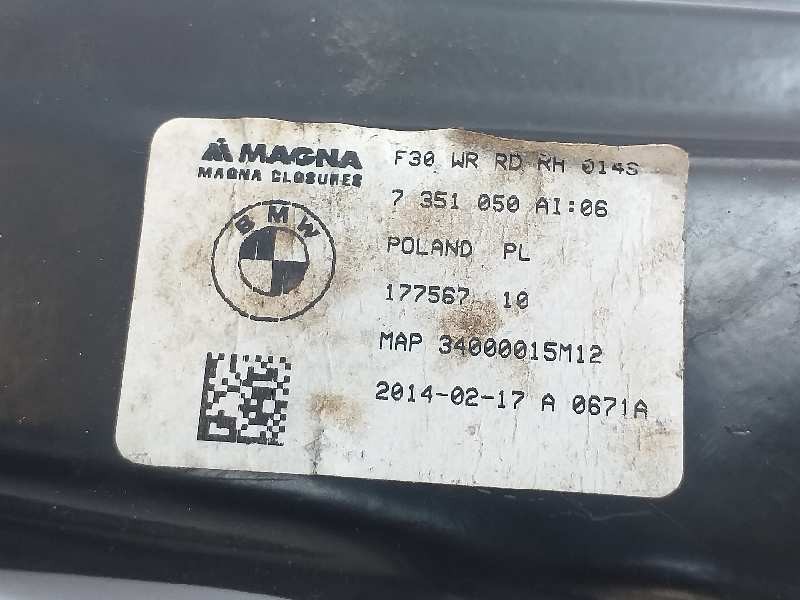 MAGNA
MAGNA CLOSURES
BMW
F30 WR RD RH 014S
7 351 050 AI:06
POLAND PL
177567 10
MAP 34000015M12
2014-02-17 A 0671A